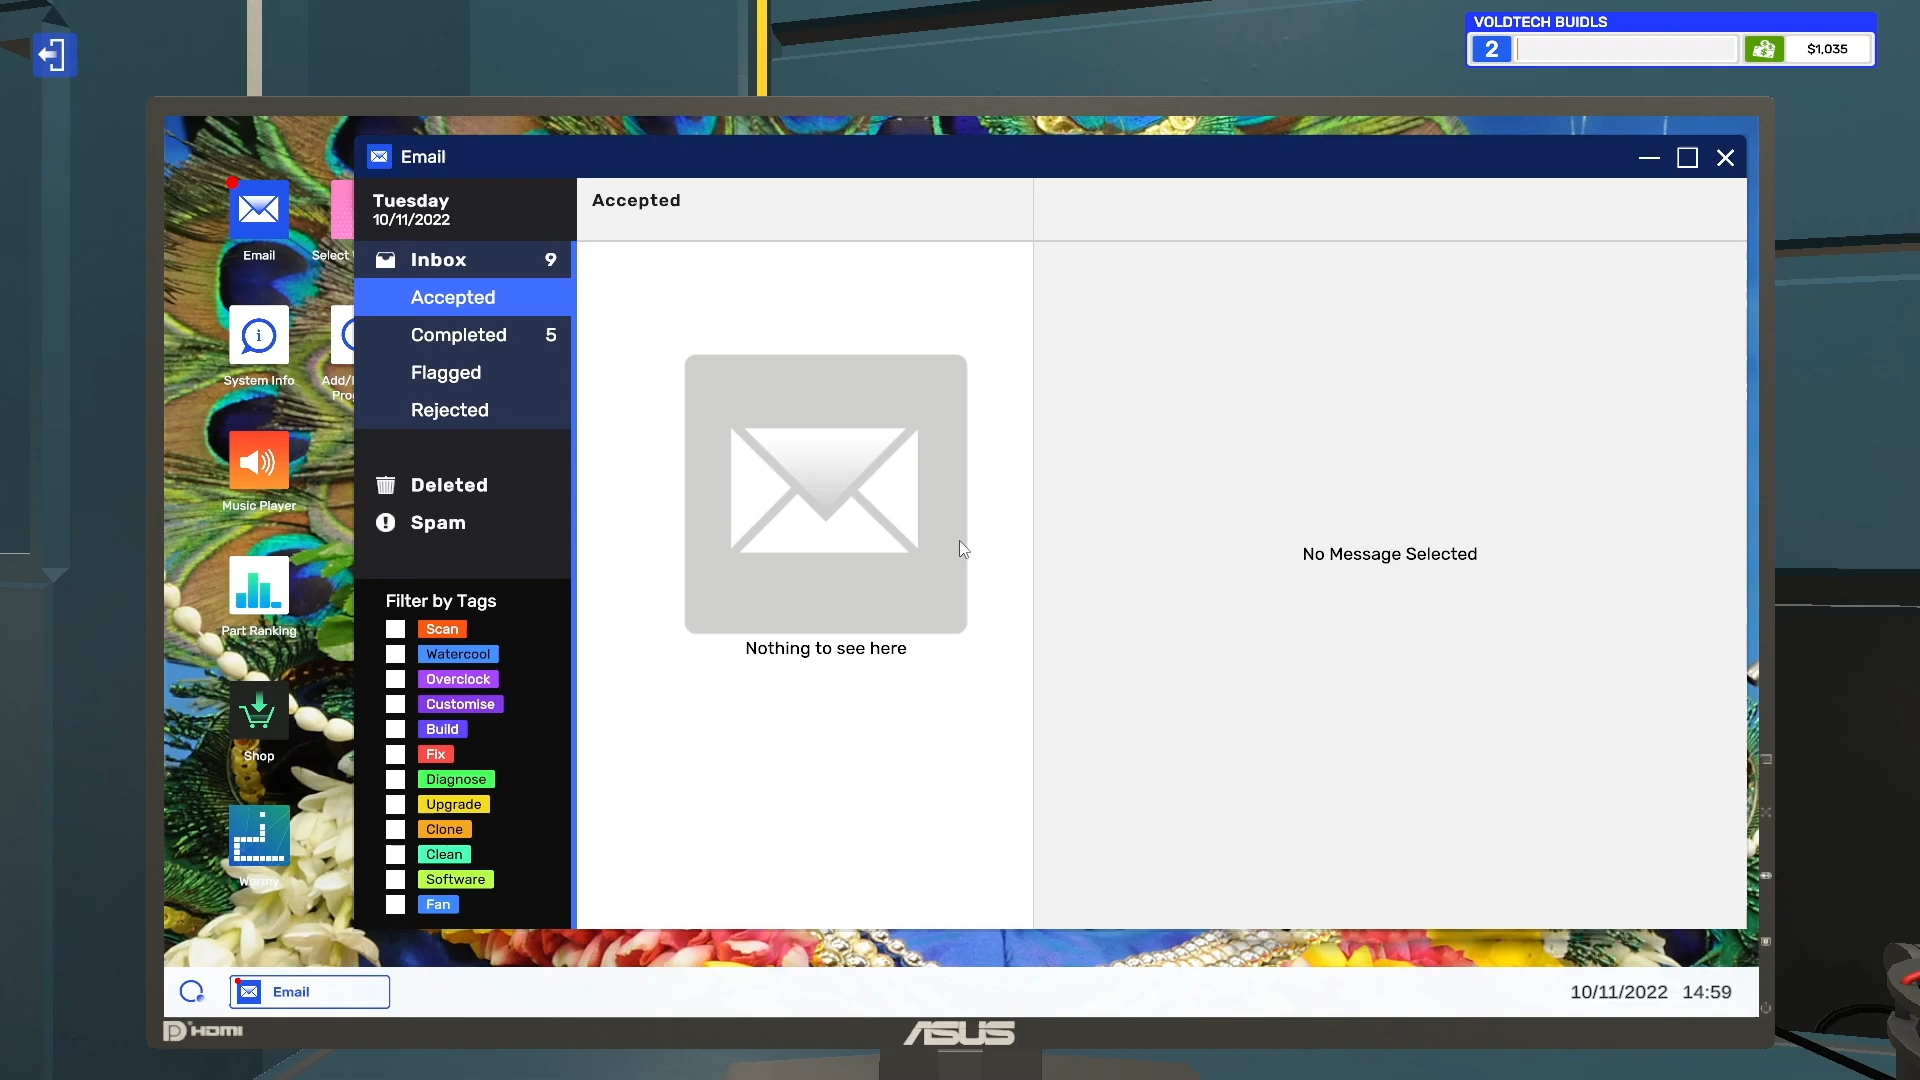 VOLDTECH BUIDLS
2
$1,035
Email
Tuesday
10/11/2022
Accepted
Inbox 9
Accepted
Completed 5
Flagged
Rejected
Deleted
Spam
Filter by Tags
Scan
Watercool
Overclock
Customise
Build
Fix
Diagnose
Upgrade
Clone
Clean
Software
Fan
Nothing to see here
No Message Selected
Email
Select
System Info
Music Player
Part Ranking
Shop
Wormy
Email
10/11/2022 14:59
HDMI
ASUS